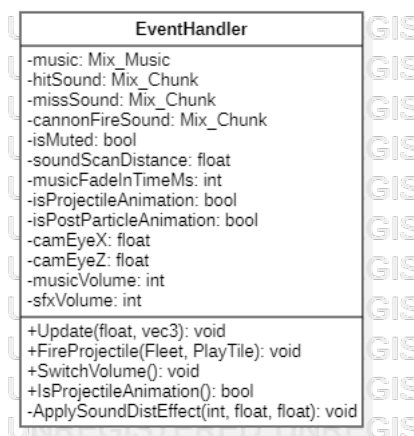 EventHandler
-music: Mix_Music
-hitSound: Mix_Chunk
-missSound: Mix_Chunk
-cannonFireSound: Mix_Chunk
-isMuted: bool
-soundScanDistance: float
-musicFadeInTimeMs: int
-isProjectileAnimation: bool
-isPostParticleAnimation: bool
-camEyeX: float
-camEyeZ: float
-musicVolume: int
-sfxVolume: int
+Update(float, vec3): void
+FireProjectile(Fleet, PlayTile): void
+SwitchVolume(): void
+IsProjectileAnimation(): bool
-ApplySoundDistEffect(int, float, float): void